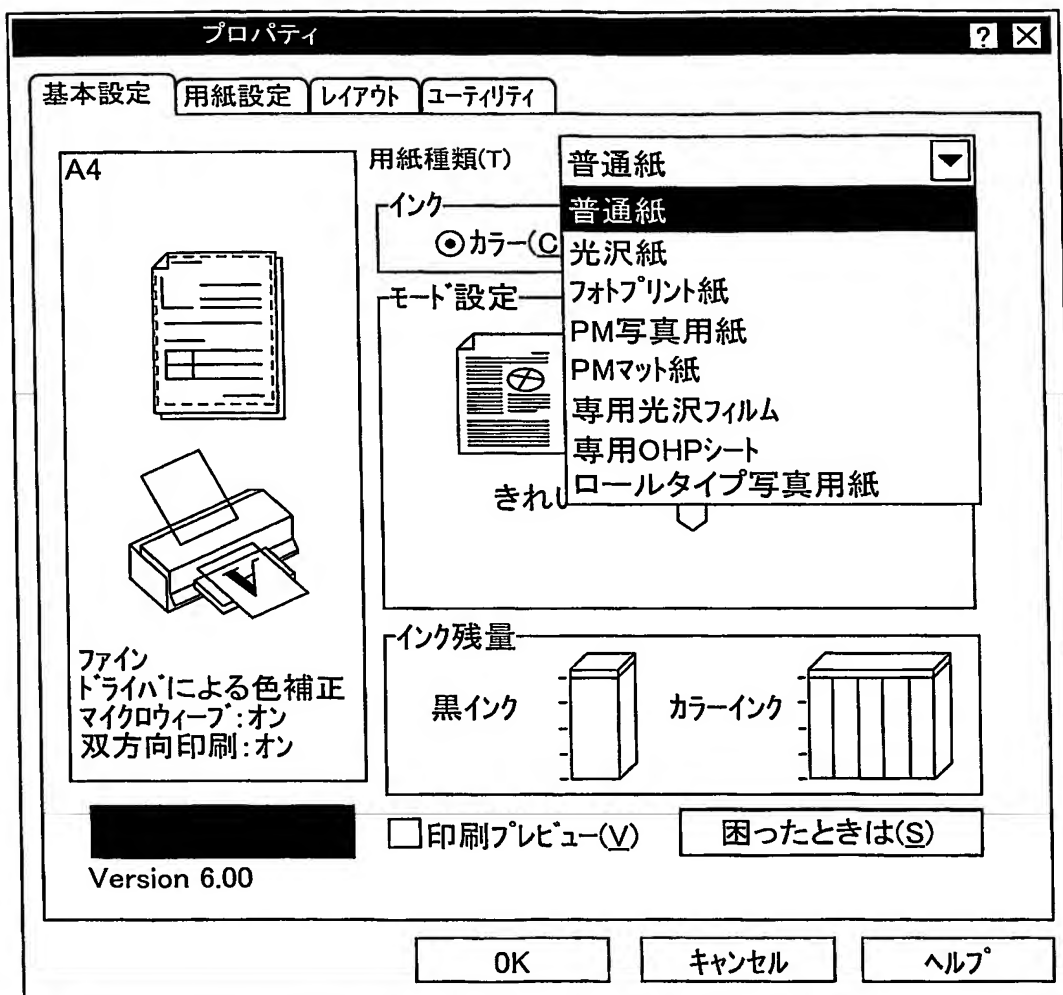 プロパティ
? X
基本設定 用紙設定 レイアウト ユーティリティ
A4
用紙種類(T) 普通紙
普通紙
光沢紙
フォトプリント紙
PM写真用紙
PMマット紙
専用光沢フィルム
専用OHPシート
ロールタイプ写真用紙
インク
カラー(C
モード設定
きれい
ファイン
ドライバによる色補正
マイクロウィーブ:オン
双方向印刷:オン
インク残量
黒インク カラーインク
印刷プレビュー(V) 困ったときは(S)
Version 6.00
OK キャンセル ヘルプ